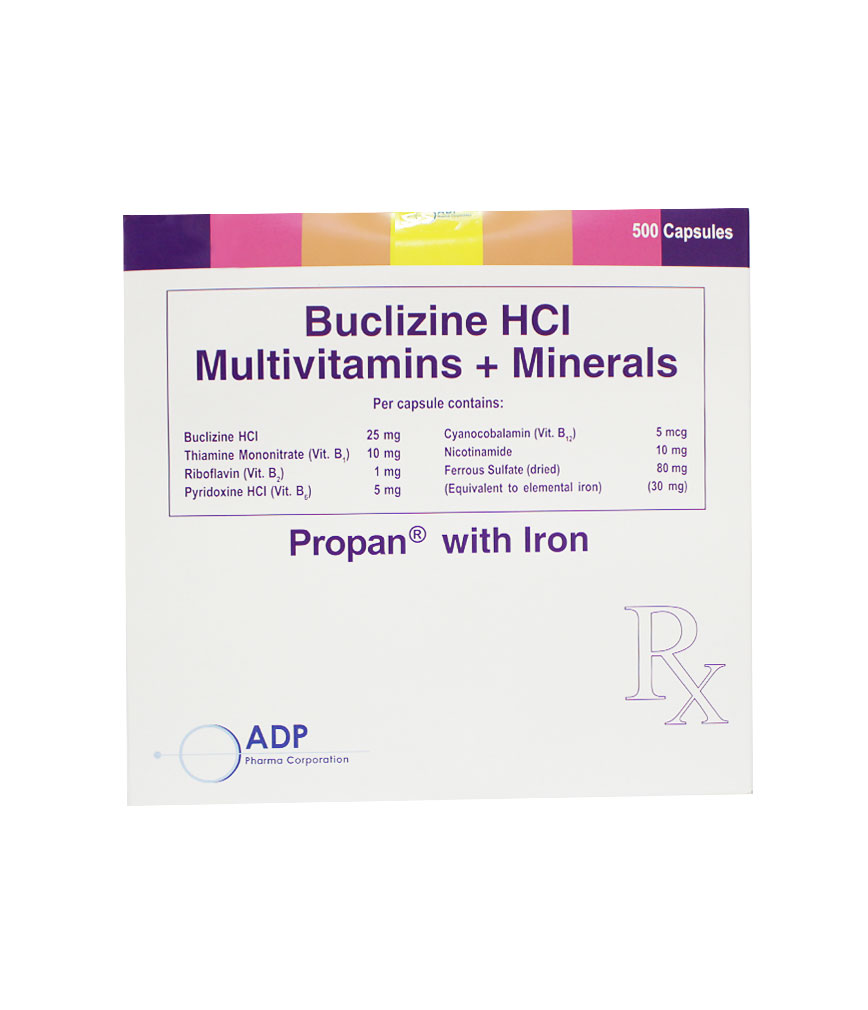 ADP
500 Capsules
Buclizine HCl
Multivitamins + Minerals
Per capsule contains:
Buclizine HCl 25 mg
Thiamine Mononitrate (Vit. B1) 10 mg
Riboflavin (Vit. B2) 1 mg
Pyridoxine HCl (Vit. B6) 5 mg
Cyanocobalamin (Vit. B12) 5 mcg
Nicotinamide 10 mg
Ferrous Sulfate (dried) 80 mg
(Equivalent to elemental iron) (30 mg)
Propan® with Iron
Rx
ADP
Pharma Corporation